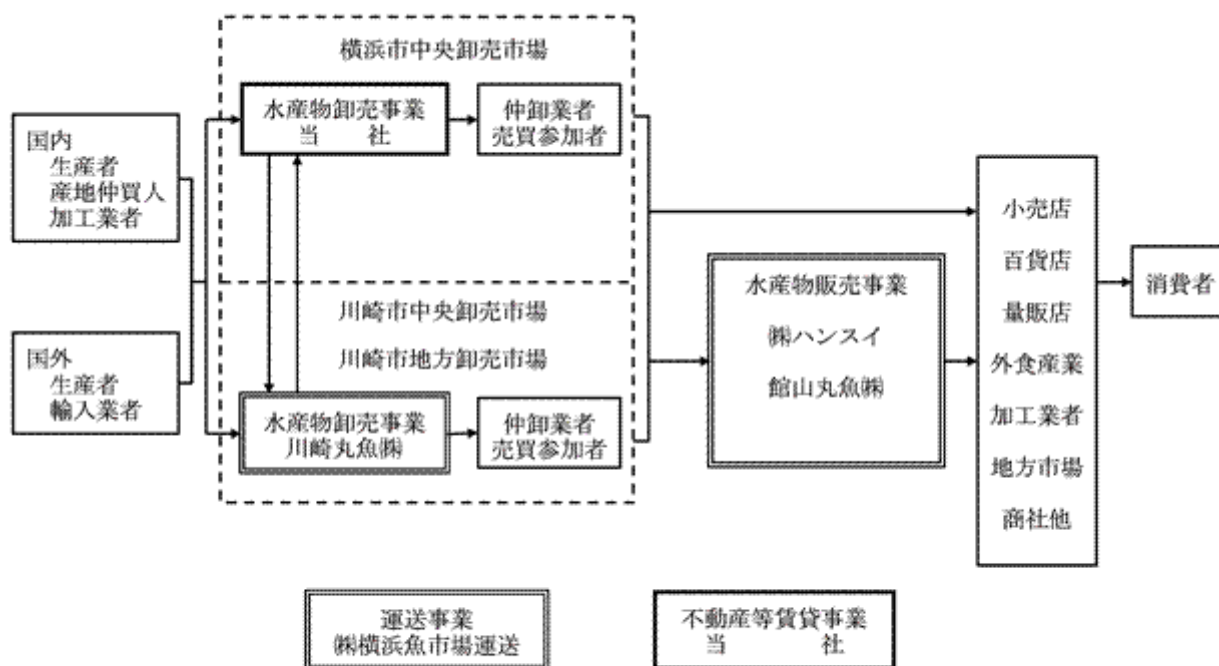 横浜市中央卸売市場
水産物卸売事業
当　　社
仲卸業者
売買参加者
国内
生産者
産地仲買人
加工業者
国外
生産者
輸入業者
川崎市中央卸売市場
川崎市地方卸売市場
水産物卸売事業
川崎丸魚㈱
仲卸業者
売買参加者
水産物販売事業
㈱ハンスイ
館山丸魚㈱
小売店
百貨店
量販店
外食産業
加工業者
地方市場
商社他
消費者
運送事業
㈱横浜魚市場運送
不動産等賃貸事業
当　　社